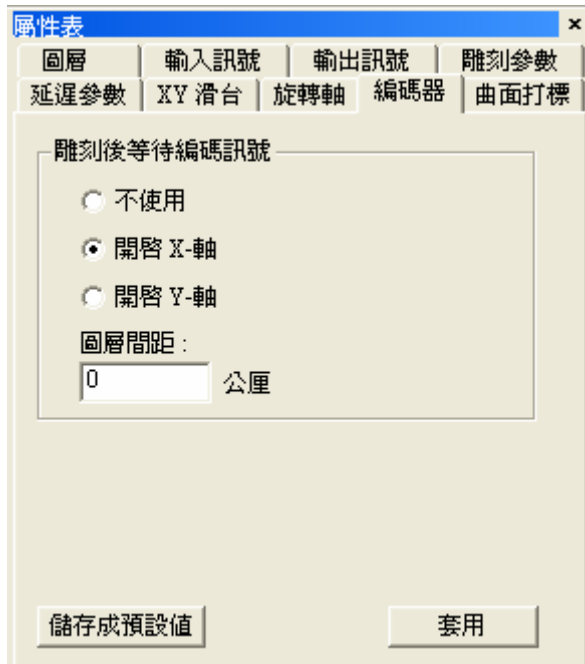 屬性表
圖層 輸入訊號 輸出訊號 雕刻參數
延遲參數 XY 滑台 旋轉軸 編碼器 曲面打標
雕刻後等待編碼訊號
不使用
開啓 X-軸
開啓 Y-軸
圖層間距:
0 公厘
儲存成預設值 套用